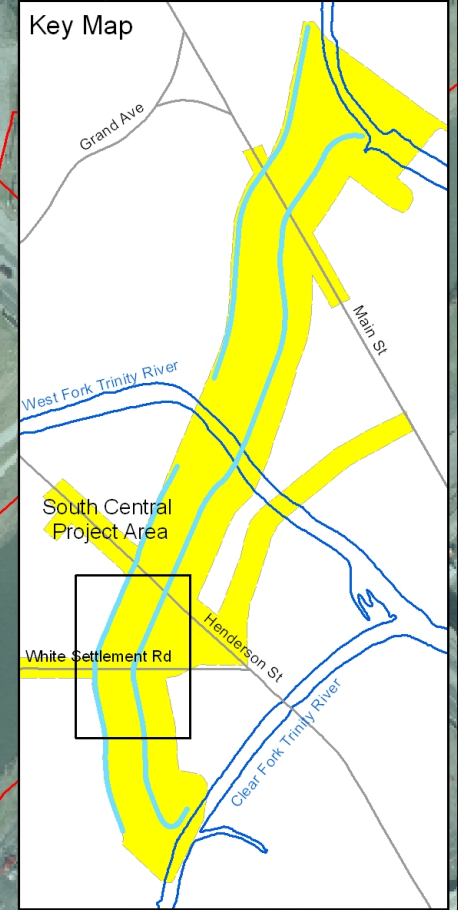 Key Map
Grand Ave
Main St
West Fork Trinity River
South Central
Project Area
Henderson St
White Settlement Rd
Clear Fork Trinity River